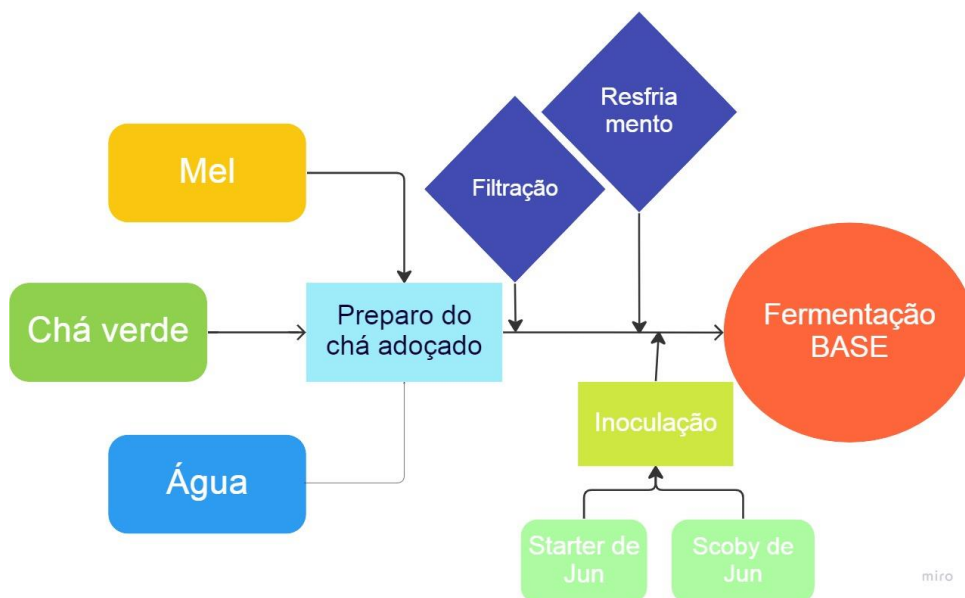 Resfria
mento
Mel
Filtração
Chá verde
Preparo do
chá adoçado
Fermentação
BASE
Inoculação
Água
Starter de
Jun
Scoby de
Jun
miro